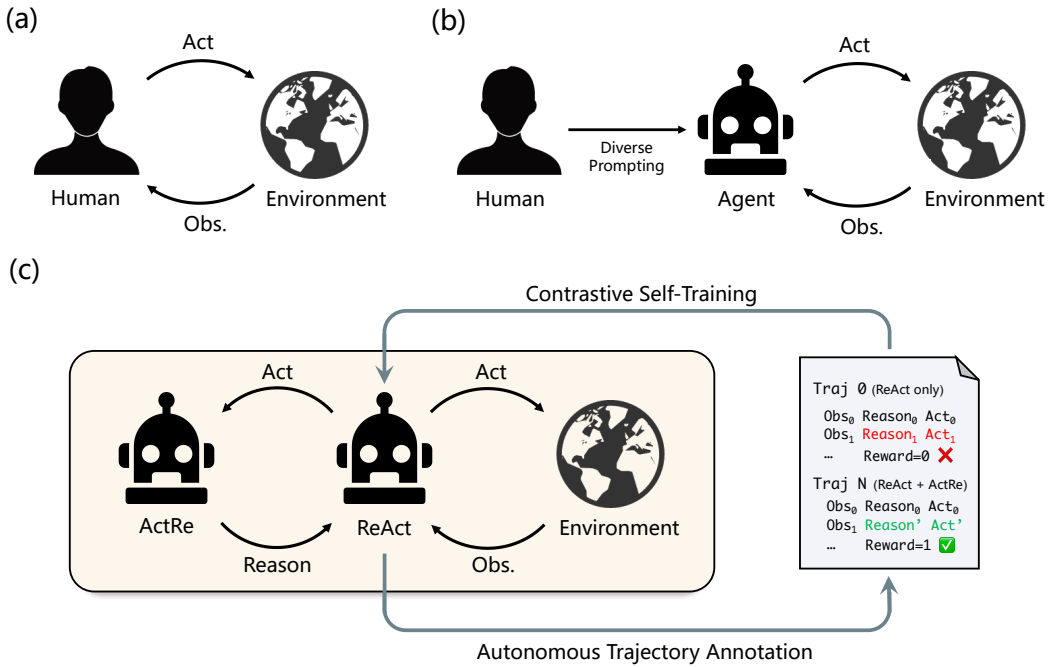 (a)
Act
Human
Environment
Obs.
(b)
Act
Diverse
Prompting
Human
Agent
Environment
Obs.
(c)
Contrastive Self-Training
Act
Act
ActRe
ReAct
Environment
Reason
Obs.
Traj 0 (ReAct only)
Obs₀ Reason₀ Act₀
Obs₁ Reason₁ Act₁
… Reward=0 ❌
Traj N (ReAct + ActRe)
Obs₀ Reason₀ Act₀
Obs₁ Reason’ Act’
… Reward=1 ✅
Autonomous Trajectory Annotation